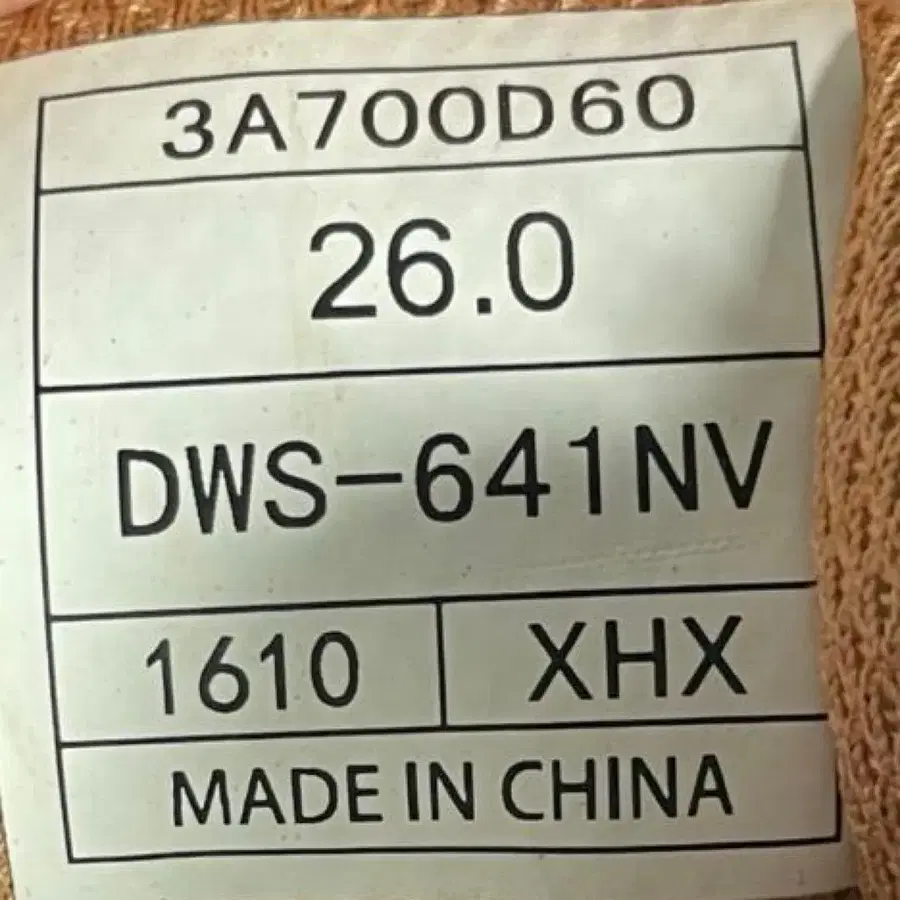 3A700D60
26.0
DWS-641NV
1610 XHX
MADE IN CHINA